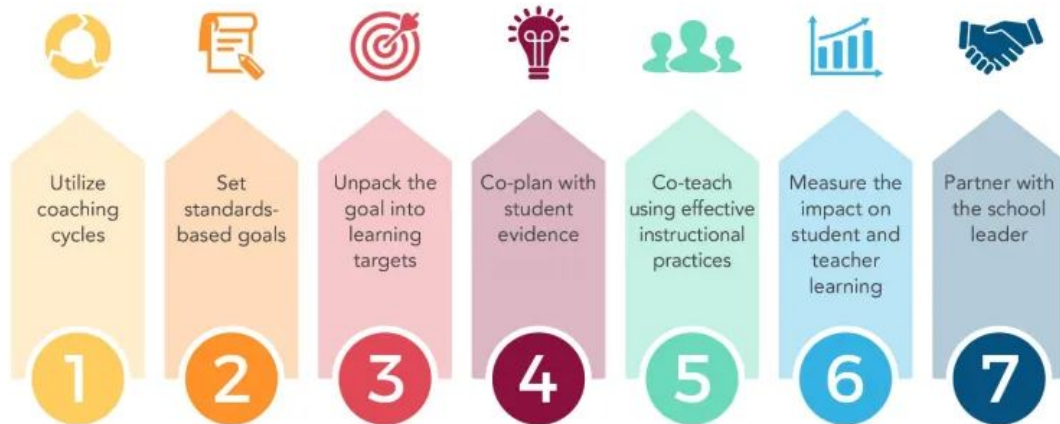 Utilize
coaching
cycles
1
Set
standards-
based goals
2
Unpack the
goal into
learning
targets
3
Co-plan with
student
evidence
4
Co-teach
using effective
instructional
practices
5
Measure the
impact on
student and
teacher
learning
6
Partner with
the school
leader
7